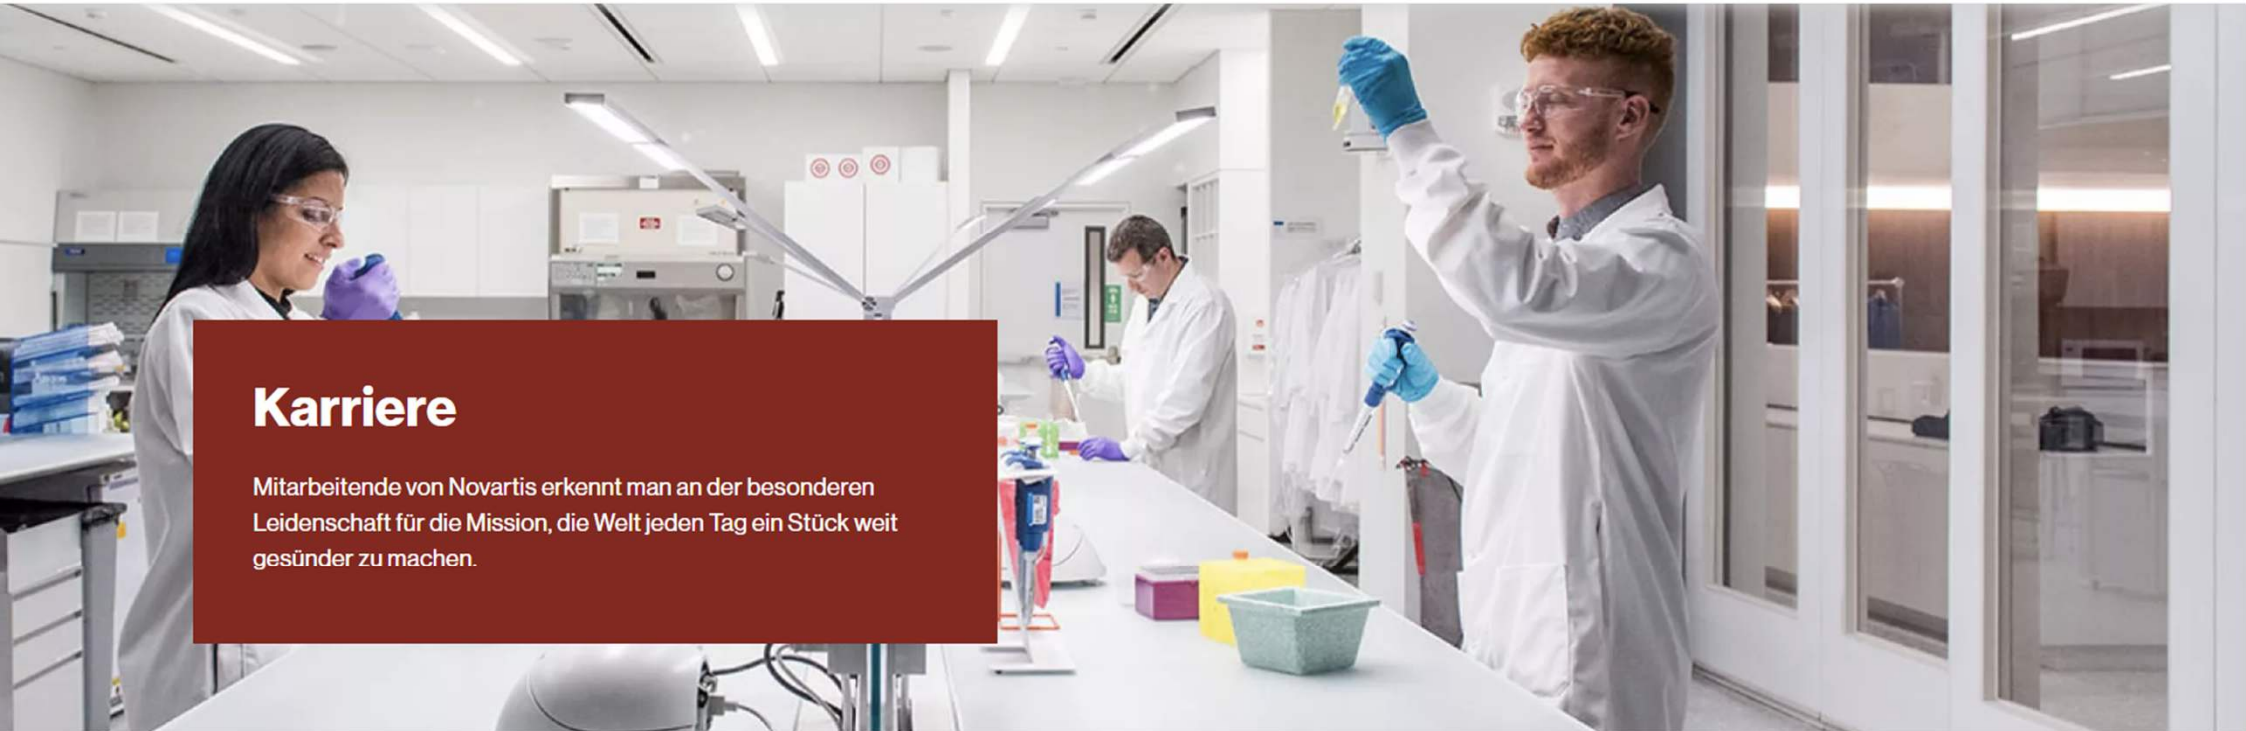 Karriere
Mitarbeitende von Novartis erkennt man an der besonderen
Leidenschaft für die Mission, die Welt jeden Tag ein Stück weit
gesünder zu machen.